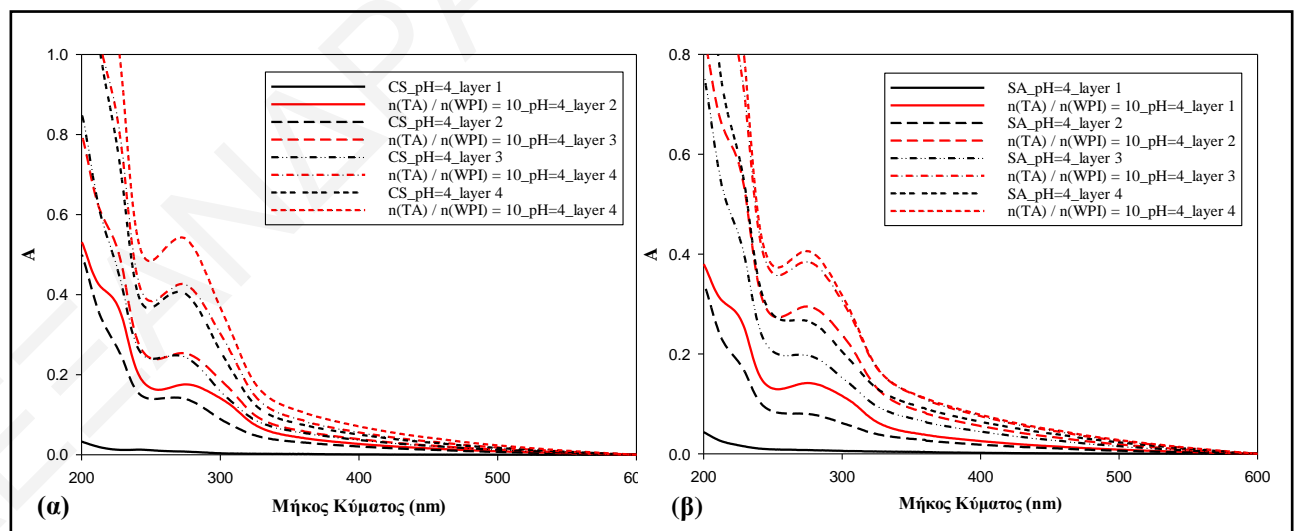 1.0
0.8
0.6
0.4
0.2
0.0
A
200
300
400
500
60
CS_pH=4_layer 1
n(TA) / n(WPI) = 10_pH=4_layer 2
CS_pH=4_layer 2
n(TA) / n(WPI) = 10_pH=4_layer 3
CS_pH=4_layer 3
n(TA) / n(WPI) = 10_pH=4_layer 4
CS_pH=4_layer 4
n(TA) / n(WPI) = 10_pH=4_layer 4
(α)
Μήκος Κύματος (nm)
0.8
0.6
0.4
0.2
0.0
A
200
300
400
500
600
SA_pH=4_layer 1
n(TA) / n(WPI) = 10_pH=4_layer 1
SA_pH=4_layer 2
n(TA) / n(WPI) = 10_pH=4_layer 2
SA_pH=4_layer 3
n(TA) / n(WPI) = 10_pH=4_layer 3
SA_pH=4_layer 4
n(TA) / n(WPI) = 10_pH=4_layer 4
(β)
Μήκος Κύματος (nm)